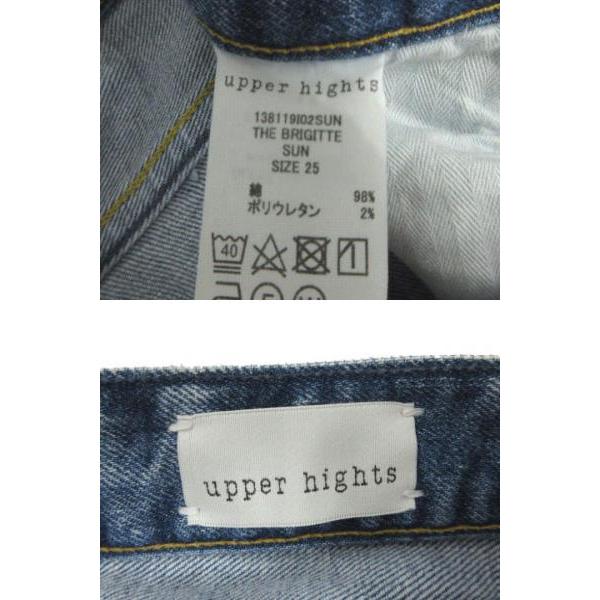 upper hights
138119I02SUN
THE BRIGITTE
SUN
SIZE 25
綿 98%
ポリウレタン 2%
40
upper hights